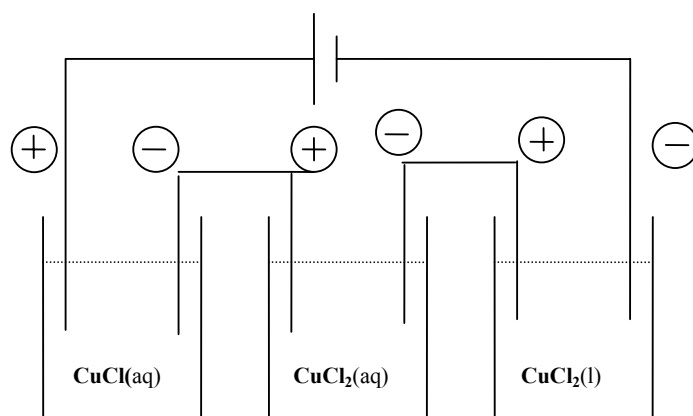 + − + − + −
CuCl(aq) CuCl₂(aq) CuCl₂(l)